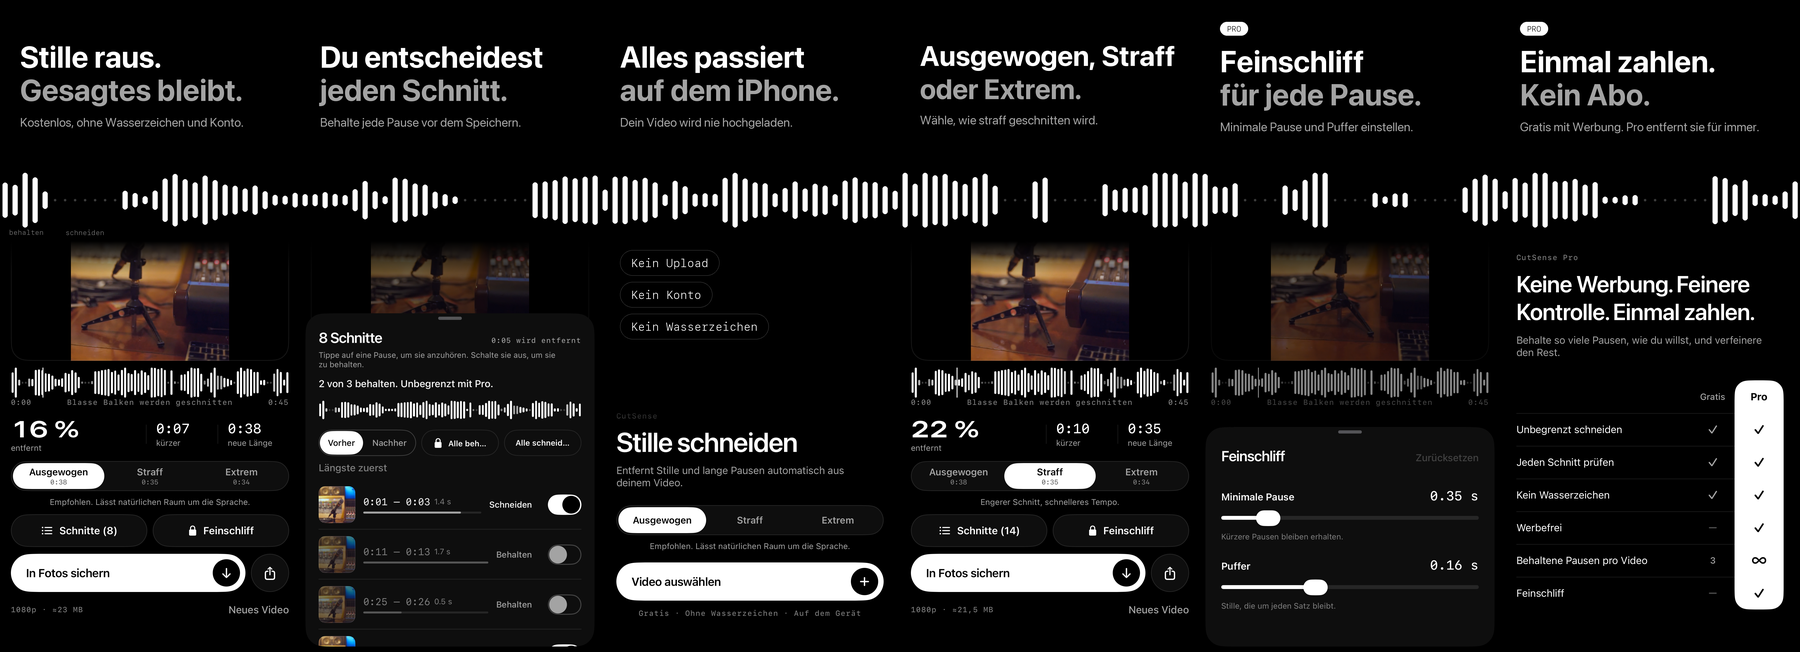 Stille raus.
Gesagtes bleibt.
Kostenlos, ohne Wasserzeichen und Konto.
behalten schneiden
0:00 Blasse Balken werden geschnitten 0:45
16 %
entfernt
0:07
kürzer
0:38
neue Länge
Ausgewogen
0:38
Straff
0:35
Extrem
0:34
Empfohlen. Lässt natürlichen Raum um die Sprache.
Schnitte (8)
Feinschliff
In Fotos sichern
1080p · ≈23 MB
Neues Video
Du entscheidest
jeden Schnitt.
Behalte jede Pause vor dem Speichern.
8 Schnitte
0:05 wird entfernt
Tippe auf eine Pause, um sie anzuhören. Schalte sie aus, um sie
zu behalten.
2 von 3 behalten. Unbegrenzt mit Pro.
Vorher
Nachher
Alle beh...
Alle schneid...
Längste zuerst
0:01 – 0:03 1.4 s
Schneiden
0:11 – 0:13 1.7 s
Behalten
0:25 – 0:26 0.5 s
Behalten
Alles passiert
auf dem iPhone.
Dein Video wird nie hochgeladen.
Kein Upload
Kein Konto
Kein Wasserzeichen
CutSense
Stille schneiden
Entfernt Stille und lange Pausen automatisch aus
deinem Video.
Ausgewogen
Straff
Extrem
Empfohlen. Lässt natürlichen Raum um die Sprache.
Video auswählen
Gratis · Ohne Wasserzeichen · Auf dem Gerät
Ausgewogen, Straff
oder Extrem.
Wähle, wie straff geschnitten wird.
0:00 Blasse Balken werden geschnitten 0:45
22 %
entfernt
0:10
kürzer
0:35
neue Länge
Ausgewogen
0:38
Straff
0:35
Extrem
0:34
Engerer Schnitt, schnelleres Tempo.
Schnitte (14)
Feinschliff
In Fotos sichern
1080p · ≈21,5 MB
Neues Video
PRO
Feinschliff
für jede Pause.
Minimale Pause und Puffer einstellen.
0:00 Blasse Balken werden geschnitten 0:45
Feinschliff
Zurücksetzen
Minimale Pause
0.35 s
Kürzere Pausen bleiben erhalten.
Puffer
0.16 s
Stille, die um jeden Satz bleibt.
PRO
Einmal zahlen.
Kein Abo.
Gratis mit Werbung. Pro entfernt sie für immer.
CutSense Pro
Keine Werbung. Feinere
Kontrolle. Einmal zahlen.
Behalte so viele Pausen, wie du willst, und verfeinere
den Rest.
Gratis
Pro
Unbegrenzt schneiden ✓ ✓
Jeden Schnitt prüfen ✓ ✓
Kein Wasserzeichen ✓ ✓
Werbefrei – ✓
Behaltene Pausen pro Video 3 ∞
Feinschliff – ✓